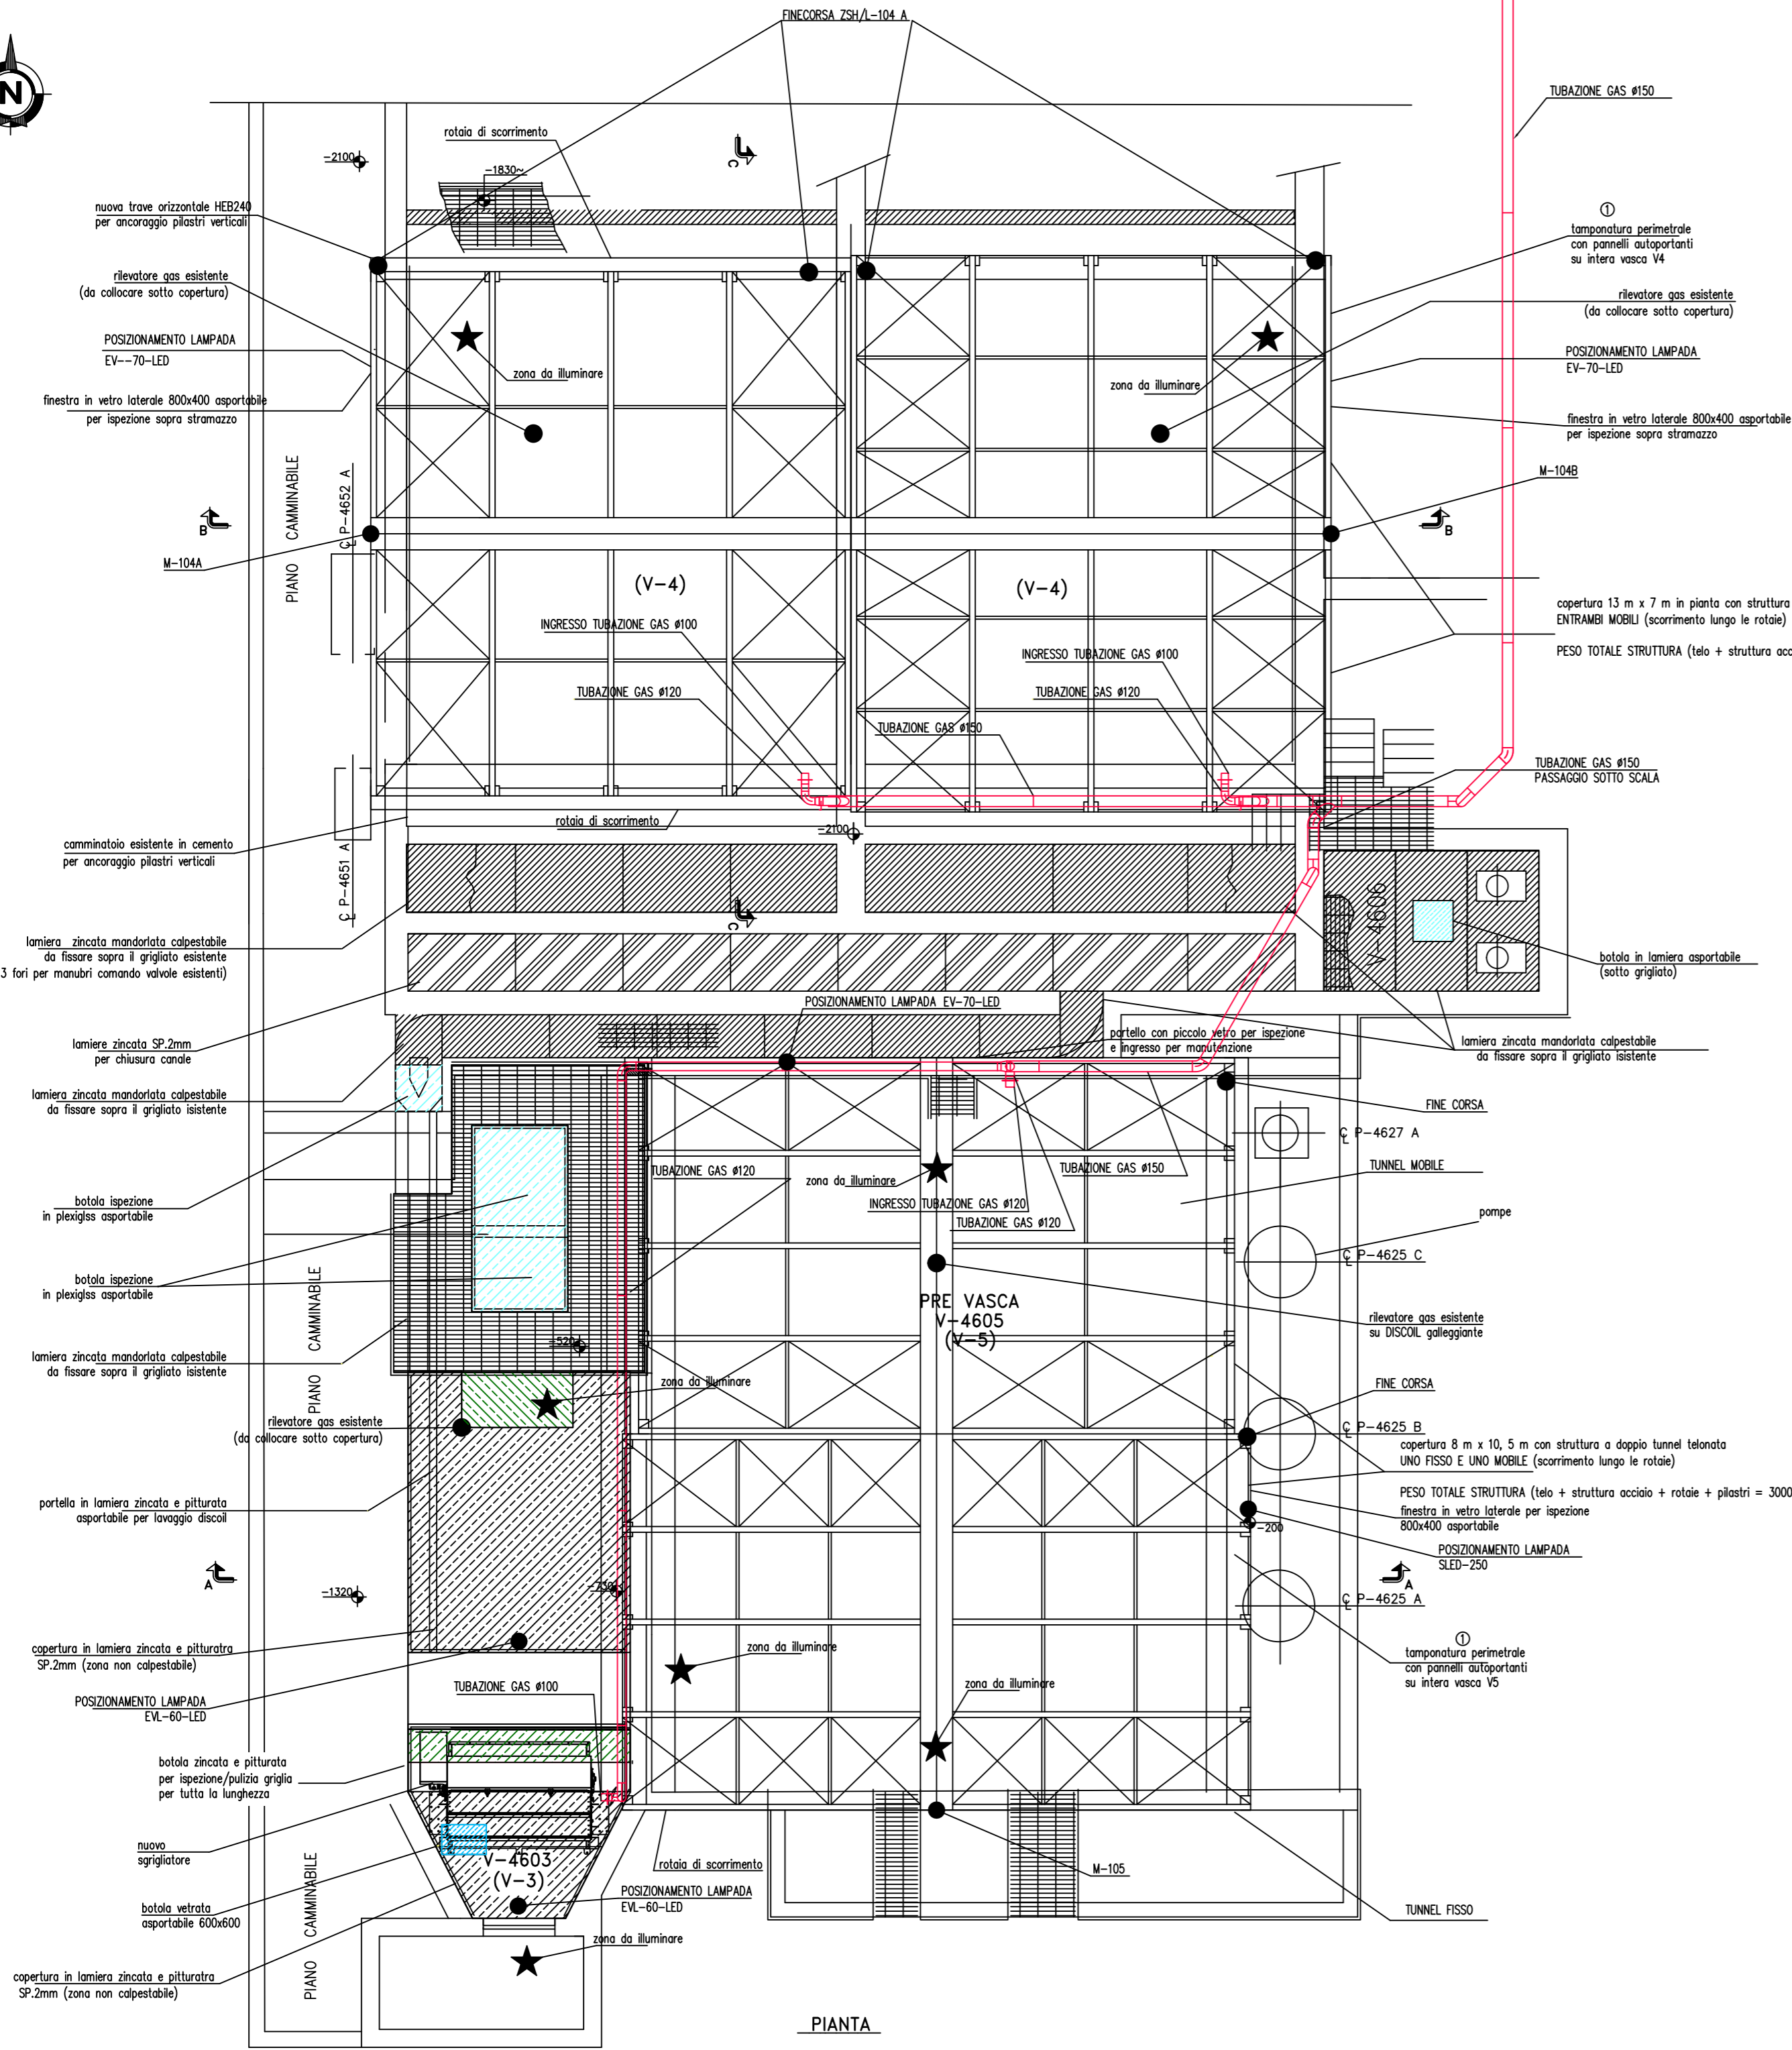 FINECORSA ZSH/L-104 A
N
TUBAZIONE GAS ø150
rotaia di scorrimento
C
-2100
-1830~
nuova trave orizzontale HEB240
per ancoraggio pilastri verticali
1
tamponatura perimetrale
con pannelli autoportanti
su intera vasca V4
rilevatore gas esistente
(da collocare sotto copertura)
rilevatore gas esistente
(da collocare sotto copertura)
POSIZIONAMENTO LAMPADA
EV--70-LED
POSIZIONAMENTO LAMPADA
EV-70-LED
zona da illuminare
zona da illuminare
finestra in vetro laterale 800x400 asportabile
per ispezione sopra stramazzo
finestra in vetro laterale 800x400 asportabile
per ispezione sopra stramazzo
PIANO CAMMINABILE
℄ P-4652 A
M-104B
B
B
M-104A
(V-4)
(V-4)
copertura 13 m x 7 m in pianta con struttura
ENTRAMBI MOBILI (scorrimento lungo le rotaie)
PESO TOTALE STRUTTURA (telo + struttura acc
INGRESSO TUBAZIONE GAS ø100
INGRESSO TUBAZIONE GAS ø100
TUBAZIONE GAS ø120
TUBAZIONE GAS ø120
TUBAZIONE GAS ø150
TUBAZIONE GAS ø150
PASSAGGIO SOTTO SCALA
rotaia di scorrimento
-2100
camminatoio esistente in cemento
per ancoraggio pilastri verticali
℄ P-4651 A
C
V-4606
lamiera zincata mandorlata calpestabile
da fissare sopra il grigliato esistente
3 fori per manubri comando valvole esistenti)
botola in lamiera asportabile
(sotto grigliato)
POSIZIONAMENTO LAMPADA EV-70-LED
portello con piccolo vetro per ispezione
e ingresso per manutenzione
lamiere zincata SP.2mm
per chiusura canale
lamiera zincata mandorlata calpestabile
da fissare sopra il grigliato isistente
lamiera zincata mandorlata calpestabile
da fissare sopra il grigliato isistente
FINE CORSA
℄ P-4627 A
TUBAZIONE GAS ø120
zona da illuminare
TUBAZIONE GAS ø150
TUNNEL MOBILE
botola ispezione
in plexiglss asportabile
INGRESSO TUBAZIONE GAS ø120
TUBAZIONE GAS ø120
pompe
℄ P-4625 C
botola ispezione
in plexiglss asportabile
PIANO CAMMINABILE
PRE VASCA
V-4605
(V-5)
rilevatore gas esistente
su DISCOIL galleggiante
-520
lamiera zincata mandorlata calpestabile
da fissare sopra il grigliato isistente
zona da illuminare
FINE CORSA
rilevatore gas esistente
(da collocare sotto copertura)
℄ P-4625 B
copertura 8 m x 10, 5 m con struttura a doppio tunnel telonata
UNO FISSO E UNO MOBILE (scorrimento lungo le rotaie)
PESO TOTALE STRUTTURA (telo + struttura acciaio + rotaie + pilastri = 3000
portella in lamiera zincata e pitturata
asportabile per lavaggio discoil
finestra in vetro laterale per ispezione
800x400 asportabile
-200
POSIZIONAMENTO LAMPADA
SLED-250
A
A
-1320
-730
℄ P-4625 A
copertura in lamiera zincata e pitturatra
SP.2mm (zona non calpestabile)
zona da illuminare
1
tamponatura perimetrale
con pannelli autoportanti
su intera vasca V5
POSIZIONAMENTO LAMPADA
EVL-60-LED
TUBAZIONE GAS ø100
zona da illuminare
botola zincata e pitturata
per ispezione/pulizia griglia
per tutta la lunghezza
nuovo
sgrigliatore
V-4603
(V-3)
rotaia di scorrimento
M-105
PIANO CAMMINABILE
POSIZIONAMENTO LAMPADA
EVL-60-LED
botola vetrata
asportabile 600x600
TUNNEL FISSO
zona da illuminare
copertura in lamiera zincata e pitturatra
SP.2mm (zona non calpestabile)
PIANTA